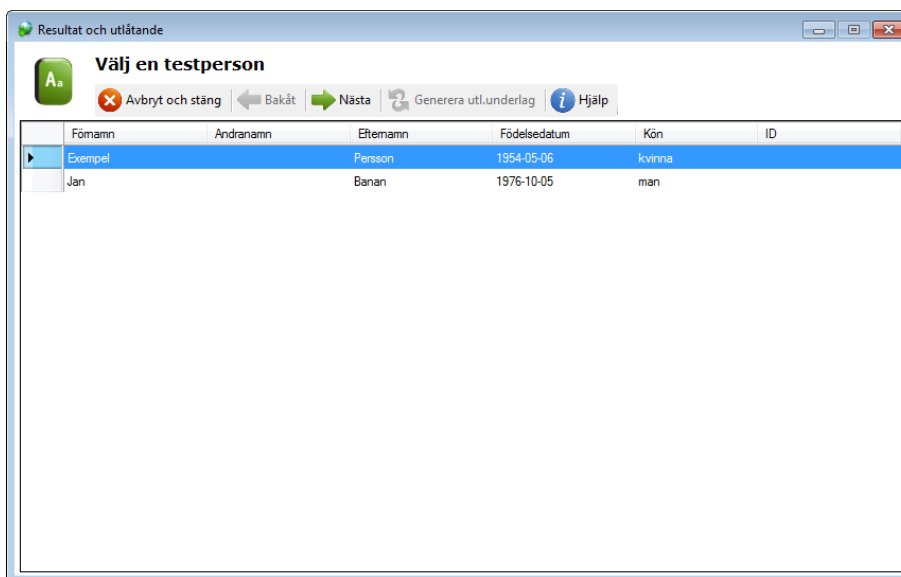 Resultat och utlåtande
Aa
Välj en testperson
Avbryt och stäng Bakåt Nästa Generera utl.underlag i Hjälp
Förnamn Andranamn Efternamn Födelsedatum Kön ID
Exempel Persson 1954-05-06 kvinna
Jan Banan 1976-10-05 man